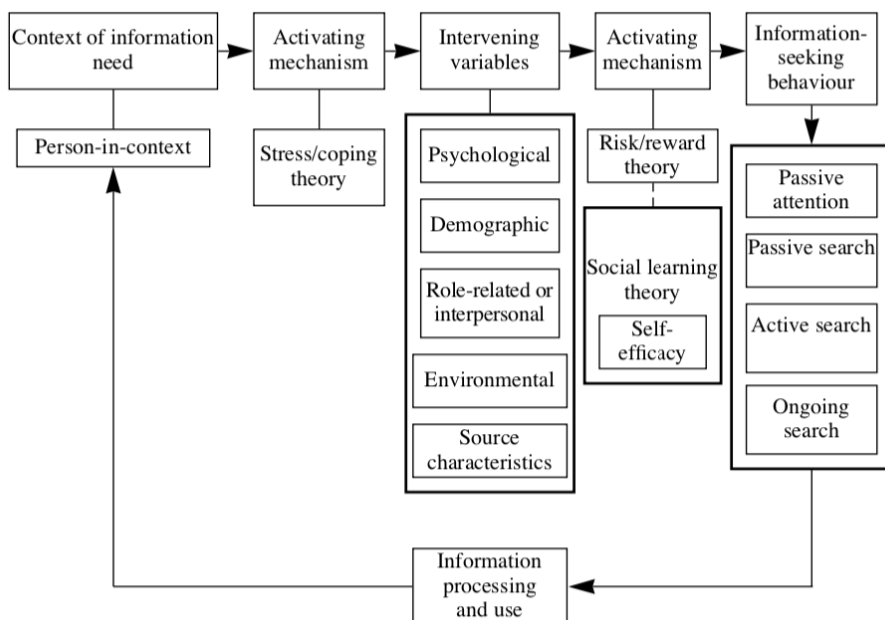 Context of information
need
Activating
mechanism
Intervening
variables
Activating
mechanism
Information-
seeking
behaviour
Person-in-context
Stress/coping
theory
Psychological
Demographic
Role-related or
interpersonal
Environmental
Source
characteristics
Risk/reward
theory
Social learning
theory
Self-
efficacy
Passive
attention
Passive search
Active search
Ongoing
search
Information
processing
and use